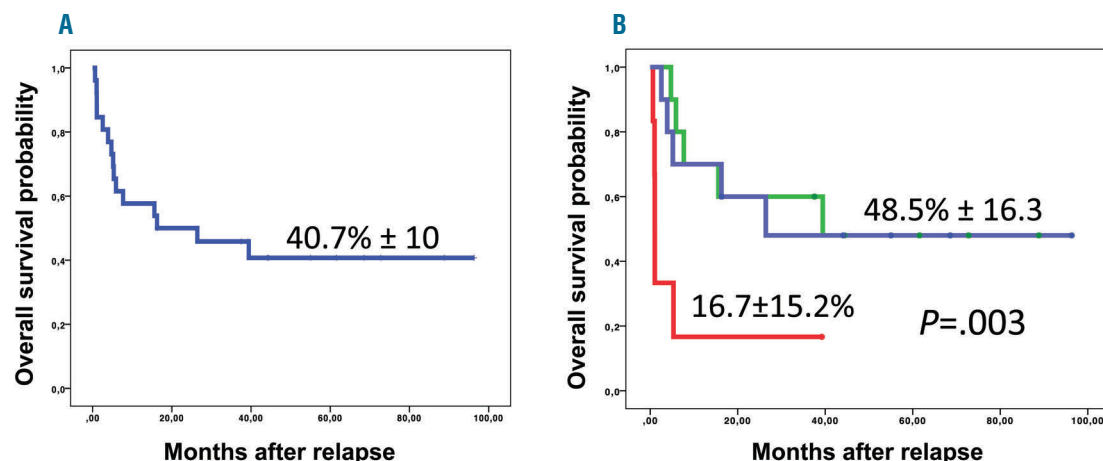 A
Overall survival probability
1,0
0,8
0,6
0,4
0,2
0,0
40.7% ± 10
,00
20,00
40,00
60,00
80,00
100,00
Months after relapse
B
Overall survival probability
1,0
0,8
0,6
0,4
0,2
0,0
48.5% ± 16.3
16.7±15.2%
P=.003
,00
20,00
40,00
60,00
80,00
100,00
Months after relapse